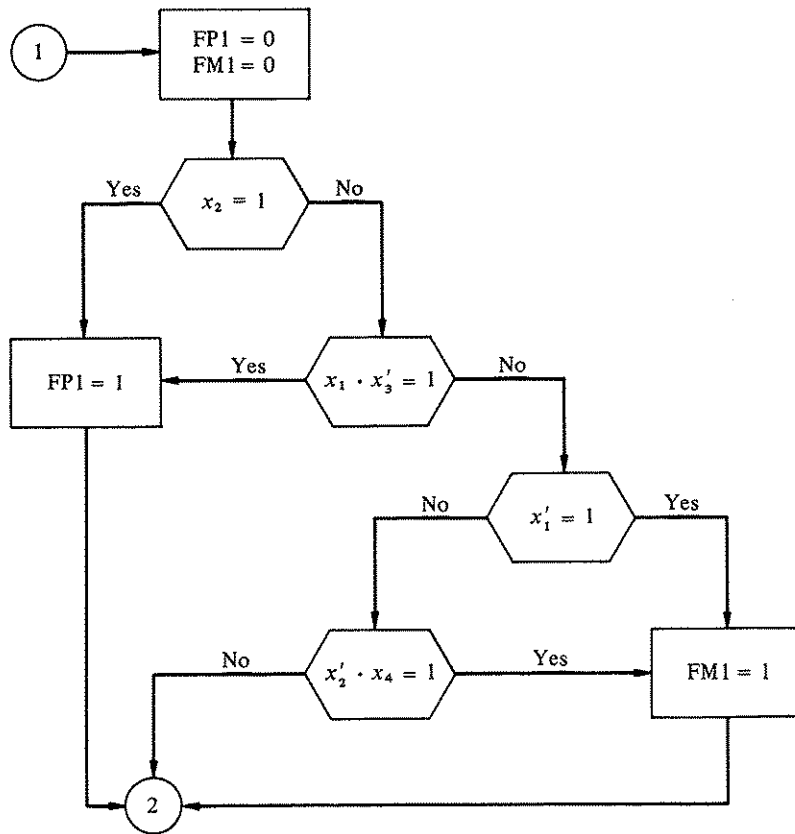 1
FP1 = 0
FM1 = 0
Yes
x₂ = 1
No
FP1 = 1
Yes
x₁ · x₃′ = 1
No
No
x₁′ = 1
Yes
No
x₂′ · x₄ = 1
Yes
FM1 = 1
2